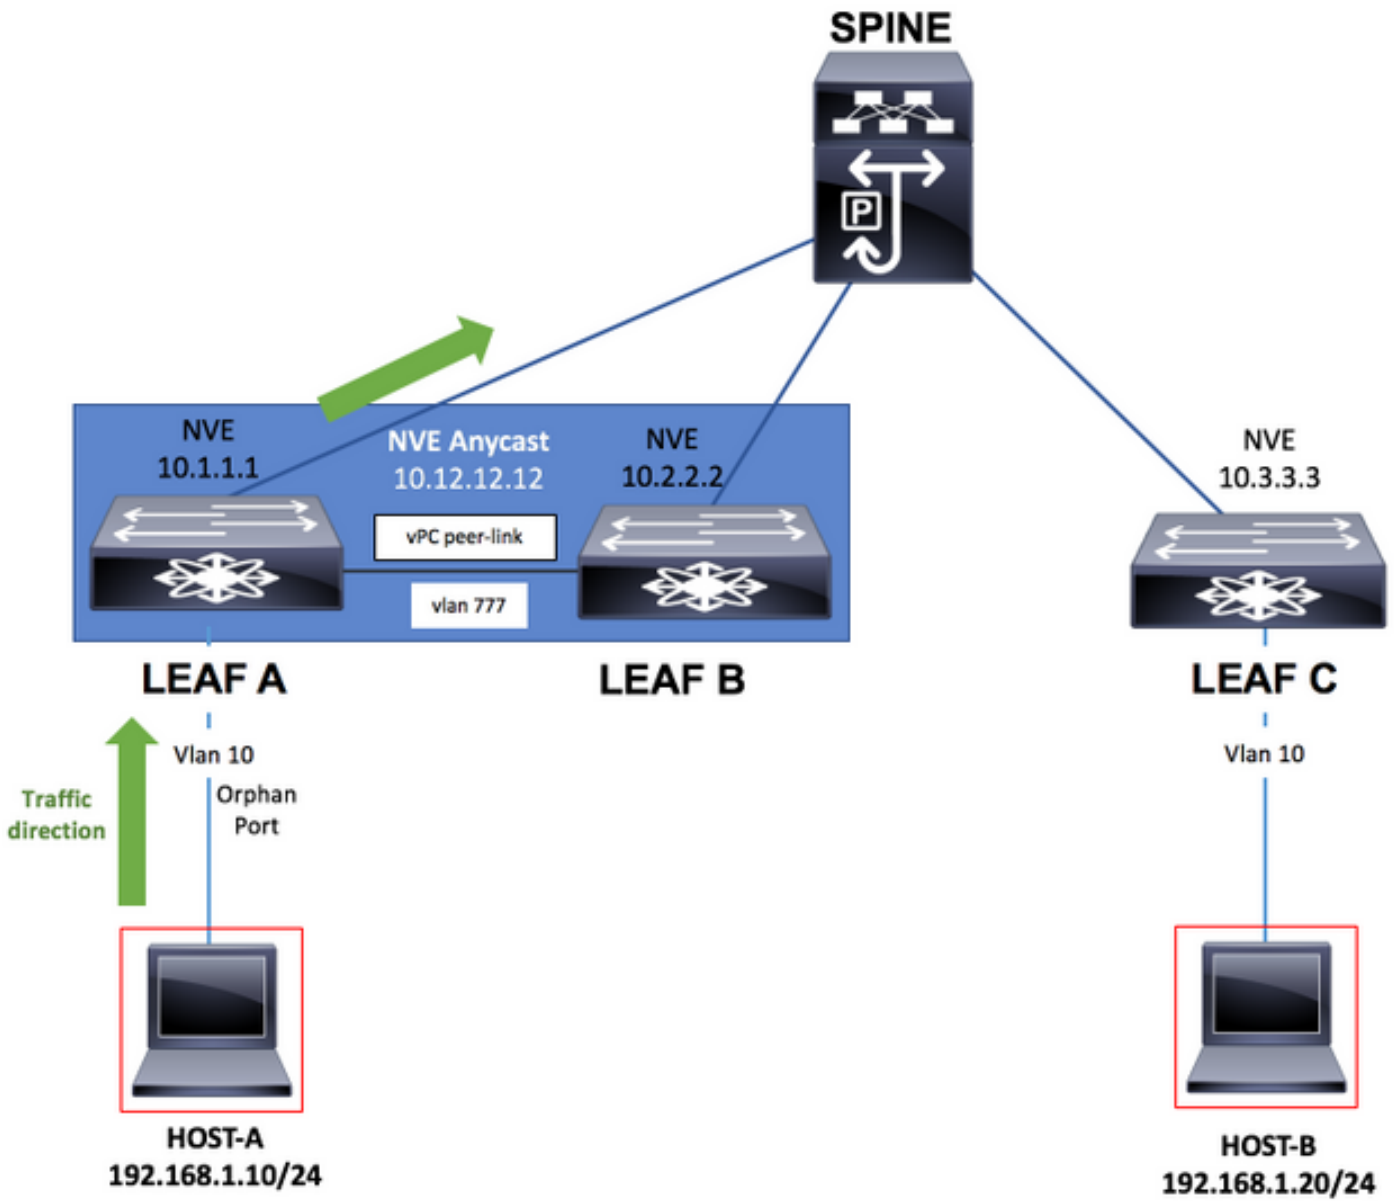 SPINE
P
NVE
10.1.1.1
NVE Anycast
10.12.12.12
NVE
10.2.2.2
NVE
10.3.3.3
vPC peer-link
vlan 777
LEAF A
LEAF B
LEAF C
Vlan 10
Orphan
Port
Vlan 10
Traffic
direction
HOST-A
192.168.1.10/24
HOST-B
192.168.1.20/24